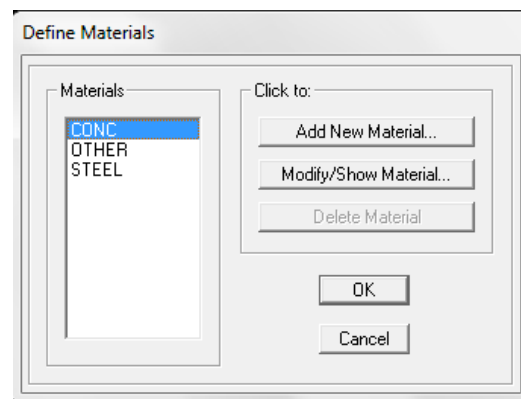 Define Materials
Materials
CONC
OTHER
STEEL
Click to:
Add New Material...
Modify/Show Material...
Delete Material
OK
Cancel